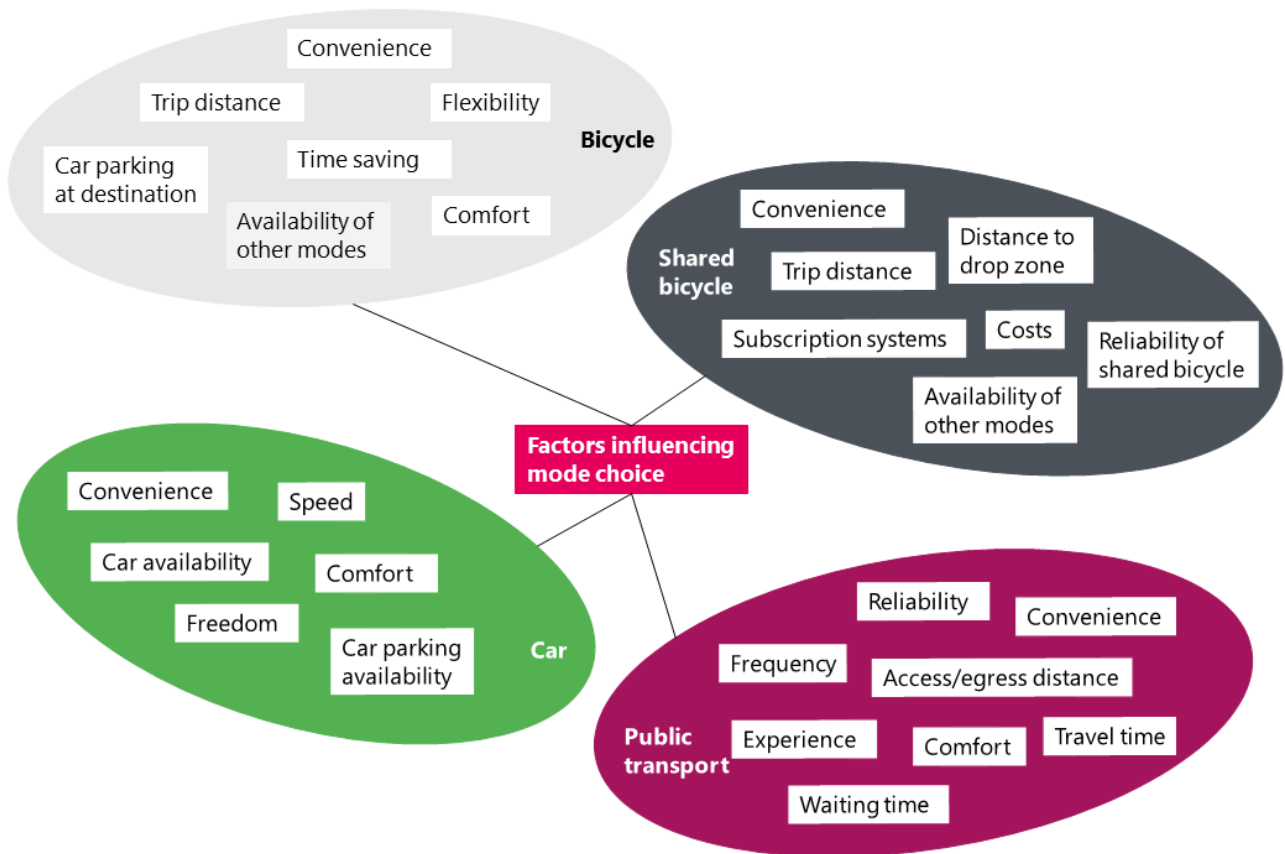 Convenience
Trip distance
Flexibility
Bicycle
Car parking
at destination
Time saving
Availability of
other modes
Comfort
Convenience
Distance to
drop zone
Shared
bicycle
Trip distance
Subscription systems
Costs
Reliability of
shared bicycle
Availability of
other modes
Factors influencing
mode choice
Convenience
Speed
Car availability
Comfort
Freedom
Car parking
availability
Car
Reliability
Convenience
Frequency
Access/egress distance
Public
transport
Experience
Comfort
Travel time
Waiting time